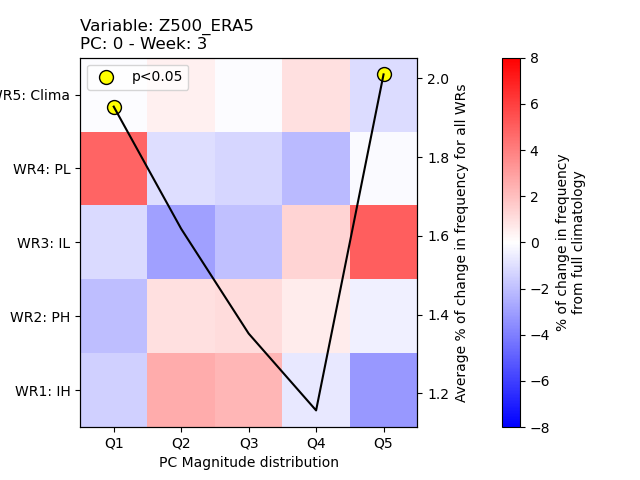 Variable: Z500_ERA5
PC: 0 - Week: 3
p<0.05
WR5: Clima
WR4: PL
WR3: IL
WR2: PH
WR1: IH
Q1 Q2 Q3 Q4 Q5
PC Magnitude distribution
2.0
1.8
1.6
1.4
1.2
Average % of change in frequency for all WRs
8
6
4
2
0
−2
−4
−6
−8
% of change in frequency
from full climatology